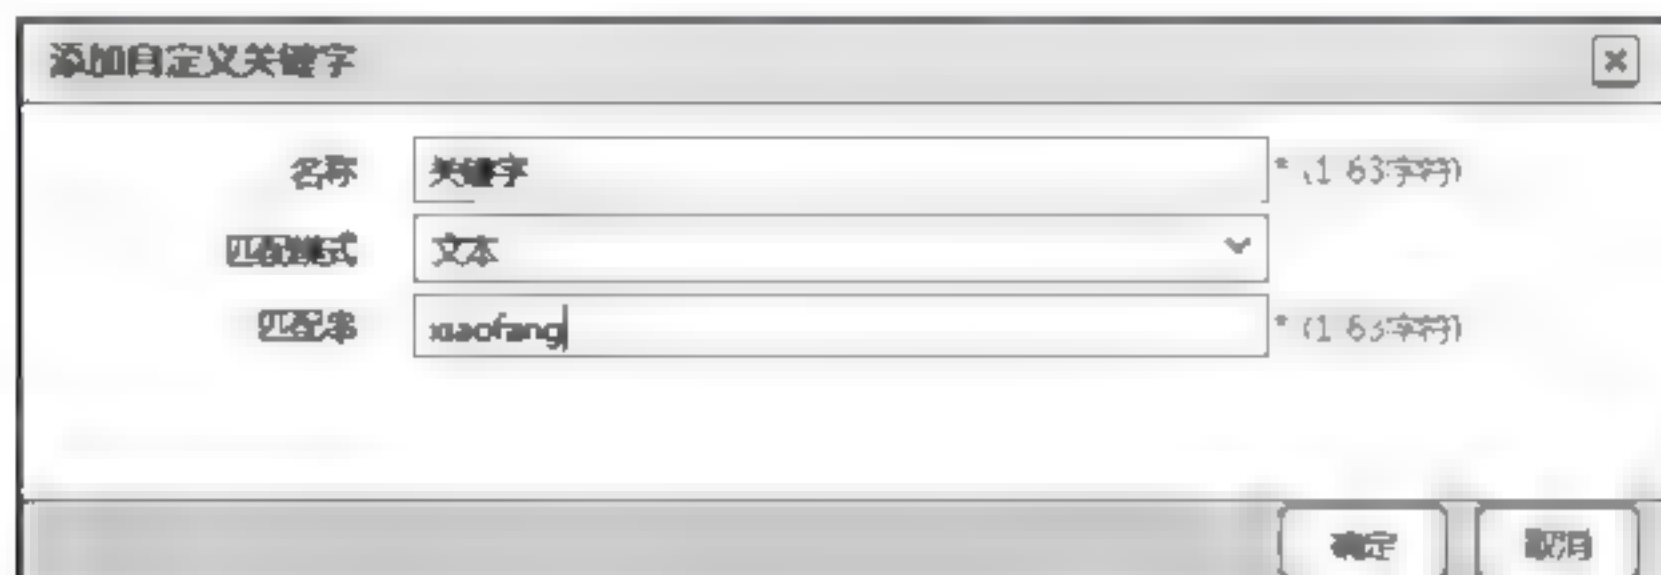 添加自定义关键字
名称 关键字 * (1-63字符)
匹配模式 文本
匹配串 xiaofang * (1-63字符)
确定 取消